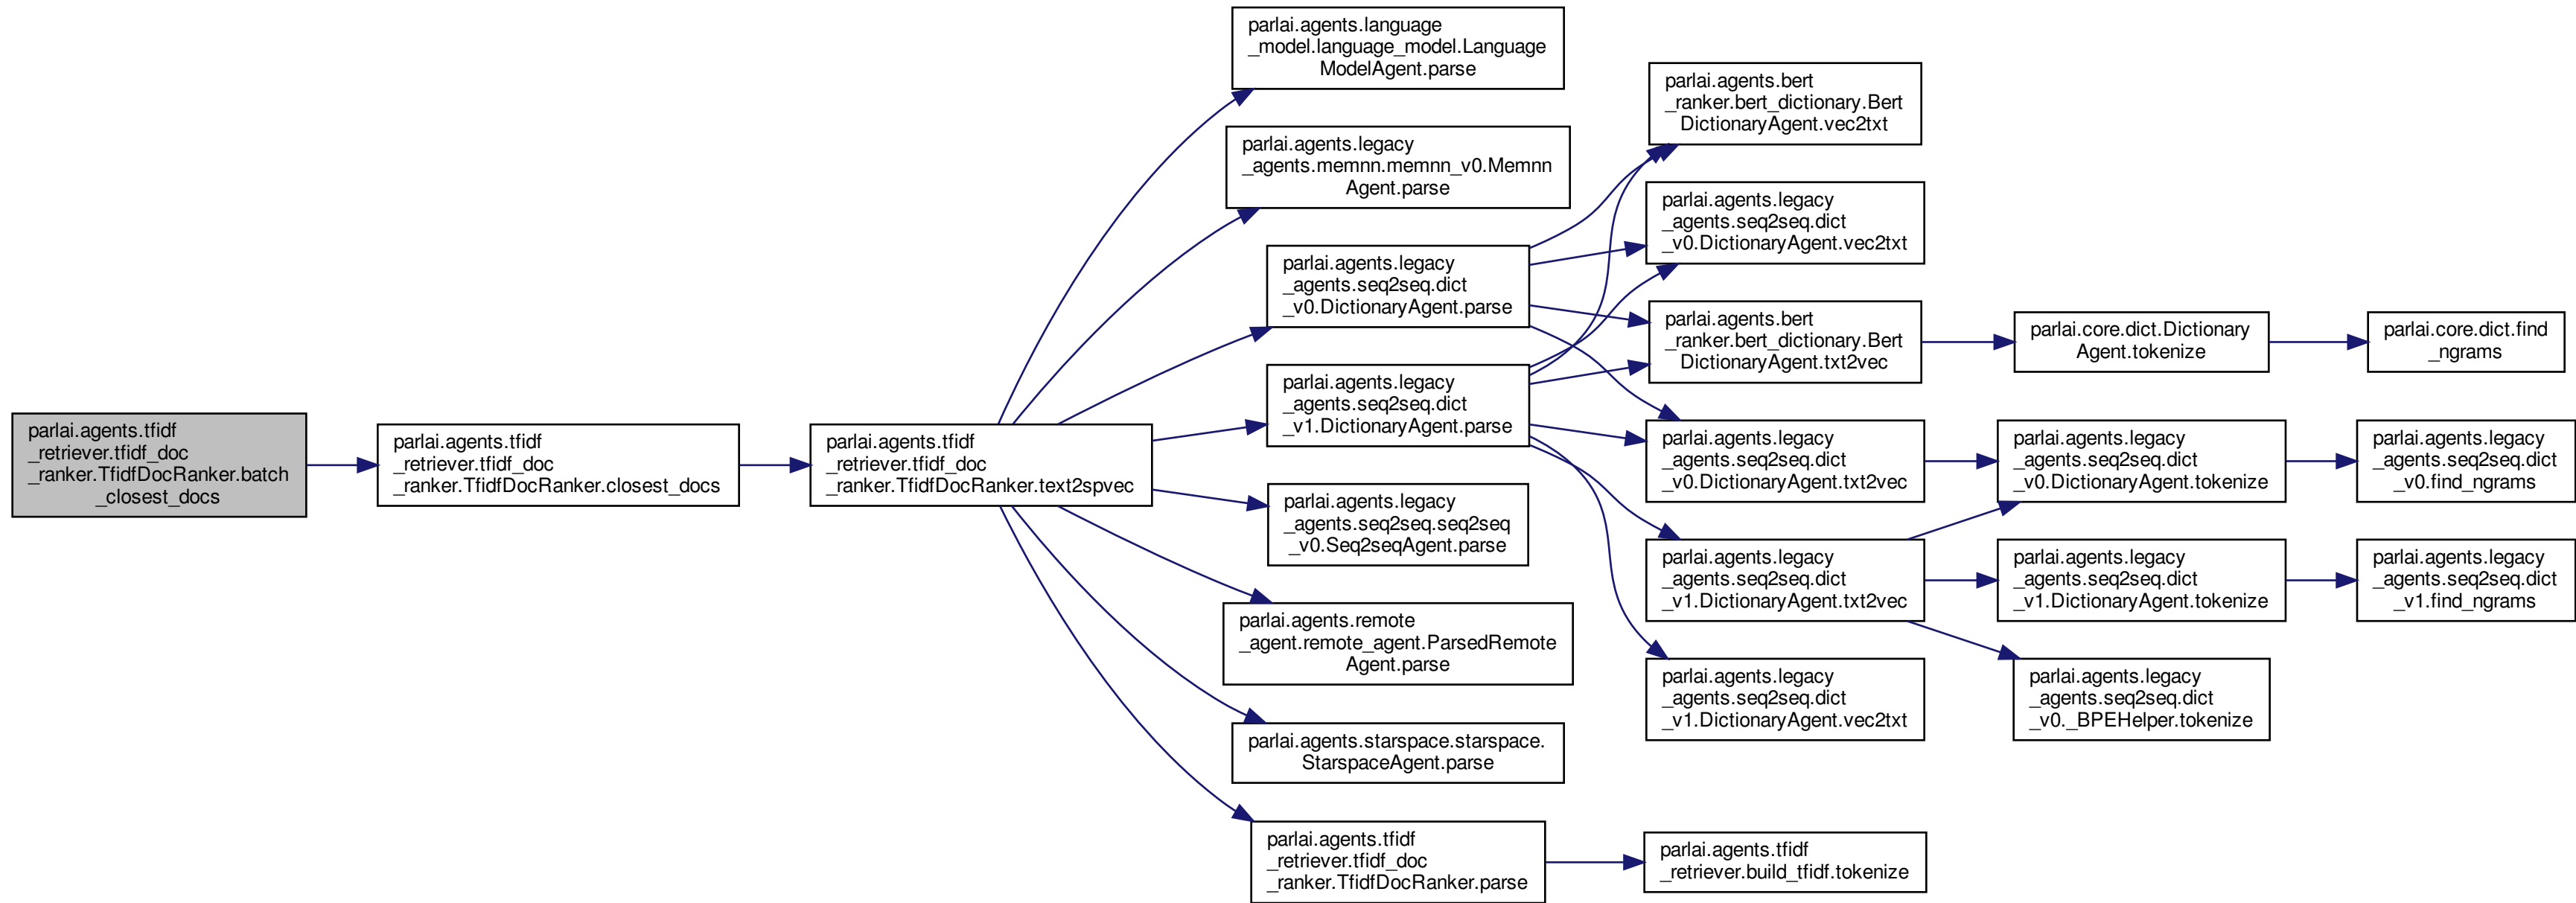 parlai.agents.tfidf
_retriever.tfidf_doc
_ranker.TfidfDocRanker.batch
_closest_docs
parlai.agents.tfidf
_retriever.tfidf_doc
_ranker.TfidfDocRanker.closest_docs
parlai.agents.tfidf
_retriever.tfidf_doc
_ranker.TfidfDocRanker.text2spvec
parlai.agents.language
_model.language_model.Language
ModelAgent.parse
parlai.agents.legacy
_agents.memnn.memnn_v0.Memnn
Agent.parse
parlai.agents.legacy
_agents.seq2seq.dict
_v0.DictionaryAgent.parse
parlai.agents.legacy
_agents.seq2seq.dict
_v1.DictionaryAgent.parse
parlai.agents.legacy
_agents.seq2seq.seq2seq
_v0.Seq2seqAgent.parse
parlai.agents.remote
_agent.remote_agent.ParsedRemote
Agent.parse
parlai.agents.starspace.starspace.
StarspaceAgent.parse
parlai.agents.tfidf
_retriever.tfidf_doc
_ranker.TfidfDocRanker.parse
parlai.agents.bert
_ranker.bert_dictionary.Bert
DictionaryAgent.vec2txt
parlai.agents.legacy
_agents.seq2seq.dict
_v0.DictionaryAgent.vec2txt
parlai.agents.bert
_ranker.bert_dictionary.Bert
DictionaryAgent.txt2vec
parlai.agents.legacy
_agents.seq2seq.dict
_v0.DictionaryAgent.txt2vec
parlai.agents.legacy
_agents.seq2seq.dict
_v1.DictionaryAgent.txt2vec
parlai.agents.legacy
_agents.seq2seq.dict
_v1.DictionaryAgent.vec2txt
parlai.agents.tfidf
_retriever.build_tfidf.tokenize
parlai.core.dict.Dictionary
Agent.tokenize
parlai.agents.legacy
_agents.seq2seq.dict
_v0.DictionaryAgent.tokenize
parlai.agents.legacy
_agents.seq2seq.dict
_v1.DictionaryAgent.tokenize
parlai.agents.legacy
_agents.seq2seq.dict
_v0._BPEHelper.tokenize
parlai.core.dict.find
_ngrams
parlai.agents.legacy
_agents.seq2seq.dict
_v0.find_ngrams
parlai.agents.legacy
_agents.seq2seq.dict
_v1.find_ngrams